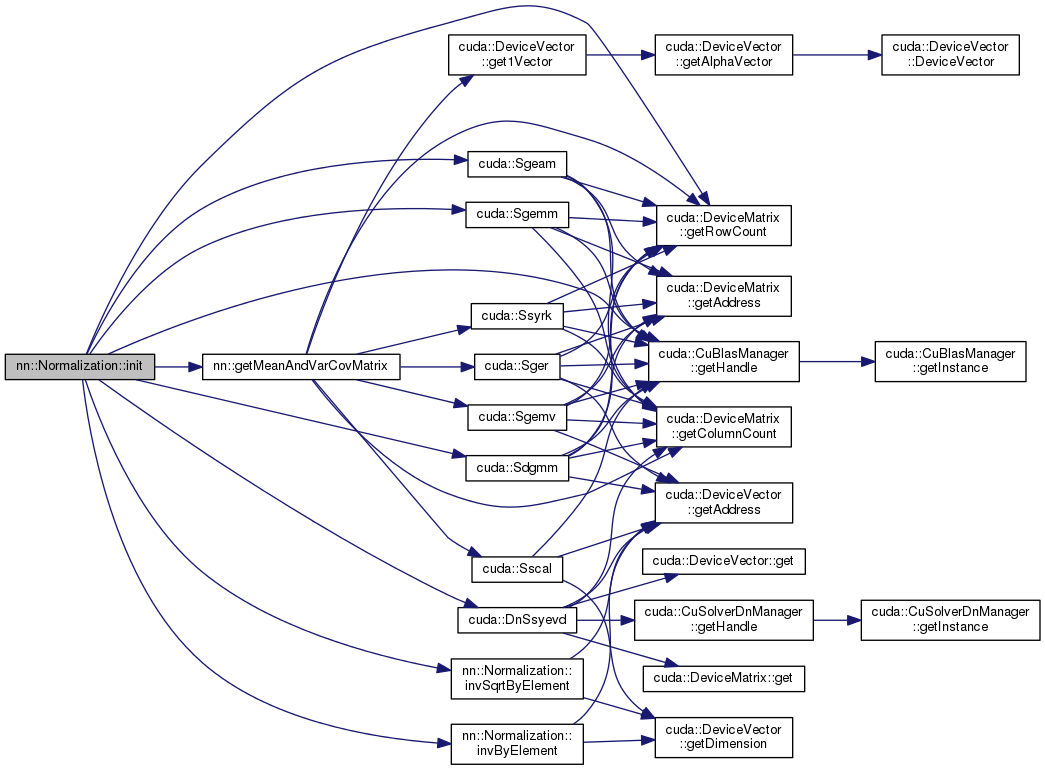 nn::Normalization::init
nn::getMeanAndVarCovMatrix
cuda::DeviceVector
::get1Vector
cuda::Sgeam
cuda::Sgemm
cuda::Ssyrk
cuda::Sger
cuda::Sgemv
cuda::Sdgmm
cuda::Sscal
cuda::DnSsyevd
nn::Normalization::
invSqrtByElement
nn::Normalization::
invByElement
cuda::DeviceVector
::getAlphaVector
cuda::DeviceMatrix
::getRowCount
cuda::DeviceMatrix
::getAddress
cuda::CuBlasManager
::getHandle
cuda::DeviceMatrix
::getColumnCount
cuda::DeviceVector
::getAddress
cuda::DeviceVector::get
cuda::CuSolverDnManager
::getHandle
cuda::DeviceMatrix::get
cuda::DeviceVector
::getDimension
cuda::DeviceVector
::DeviceVector
cuda::CuBlasManager
::getInstance
cuda::CuSolverDnManager
::getInstance